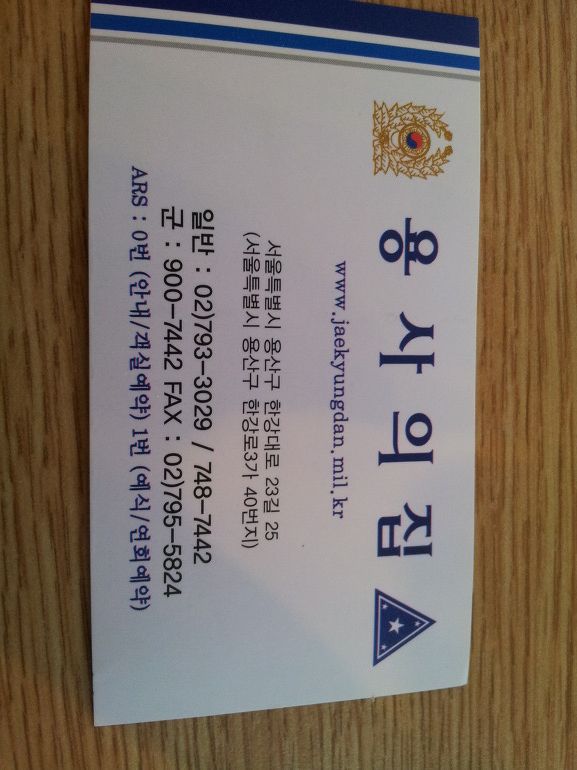 용사의집
www.jaekyungdan.mil.kr
서울특별시 용산구 한강대로 23길 25
(서울특별시 용산구 한강로3가 40번지)
일반 : 02)793-3029 / 748-7442
군 : 900-7442 FAX : 02)795-5824
ARS : 0번 (안내/객실예약) 1번 (예식/연회예약)